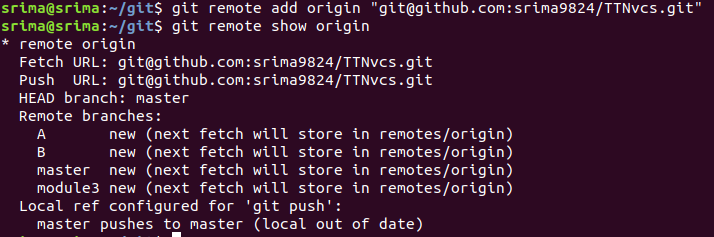 srima@srima:~/git$ git remote add origin "git@github.com:srima9824/TTNvcs.git"
srima@srima:~/git$ git remote show origin
* remote origin
  Fetch URL: git@github.com:srima9824/TTNvcs.git
  Push  URL: git@github.com:srima9824/TTNvcs.git
  HEAD branch: master
  Remote branches:
    A       new (next fetch will store in remotes/origin)
    B       new (next fetch will store in remotes/origin)
    master  new (next fetch will store in remotes/origin)
    module3 new (next fetch will store in remotes/origin)
  Local ref configured for 'git push':
    master pushes to master (local out of date)
srima@srima:~/git$